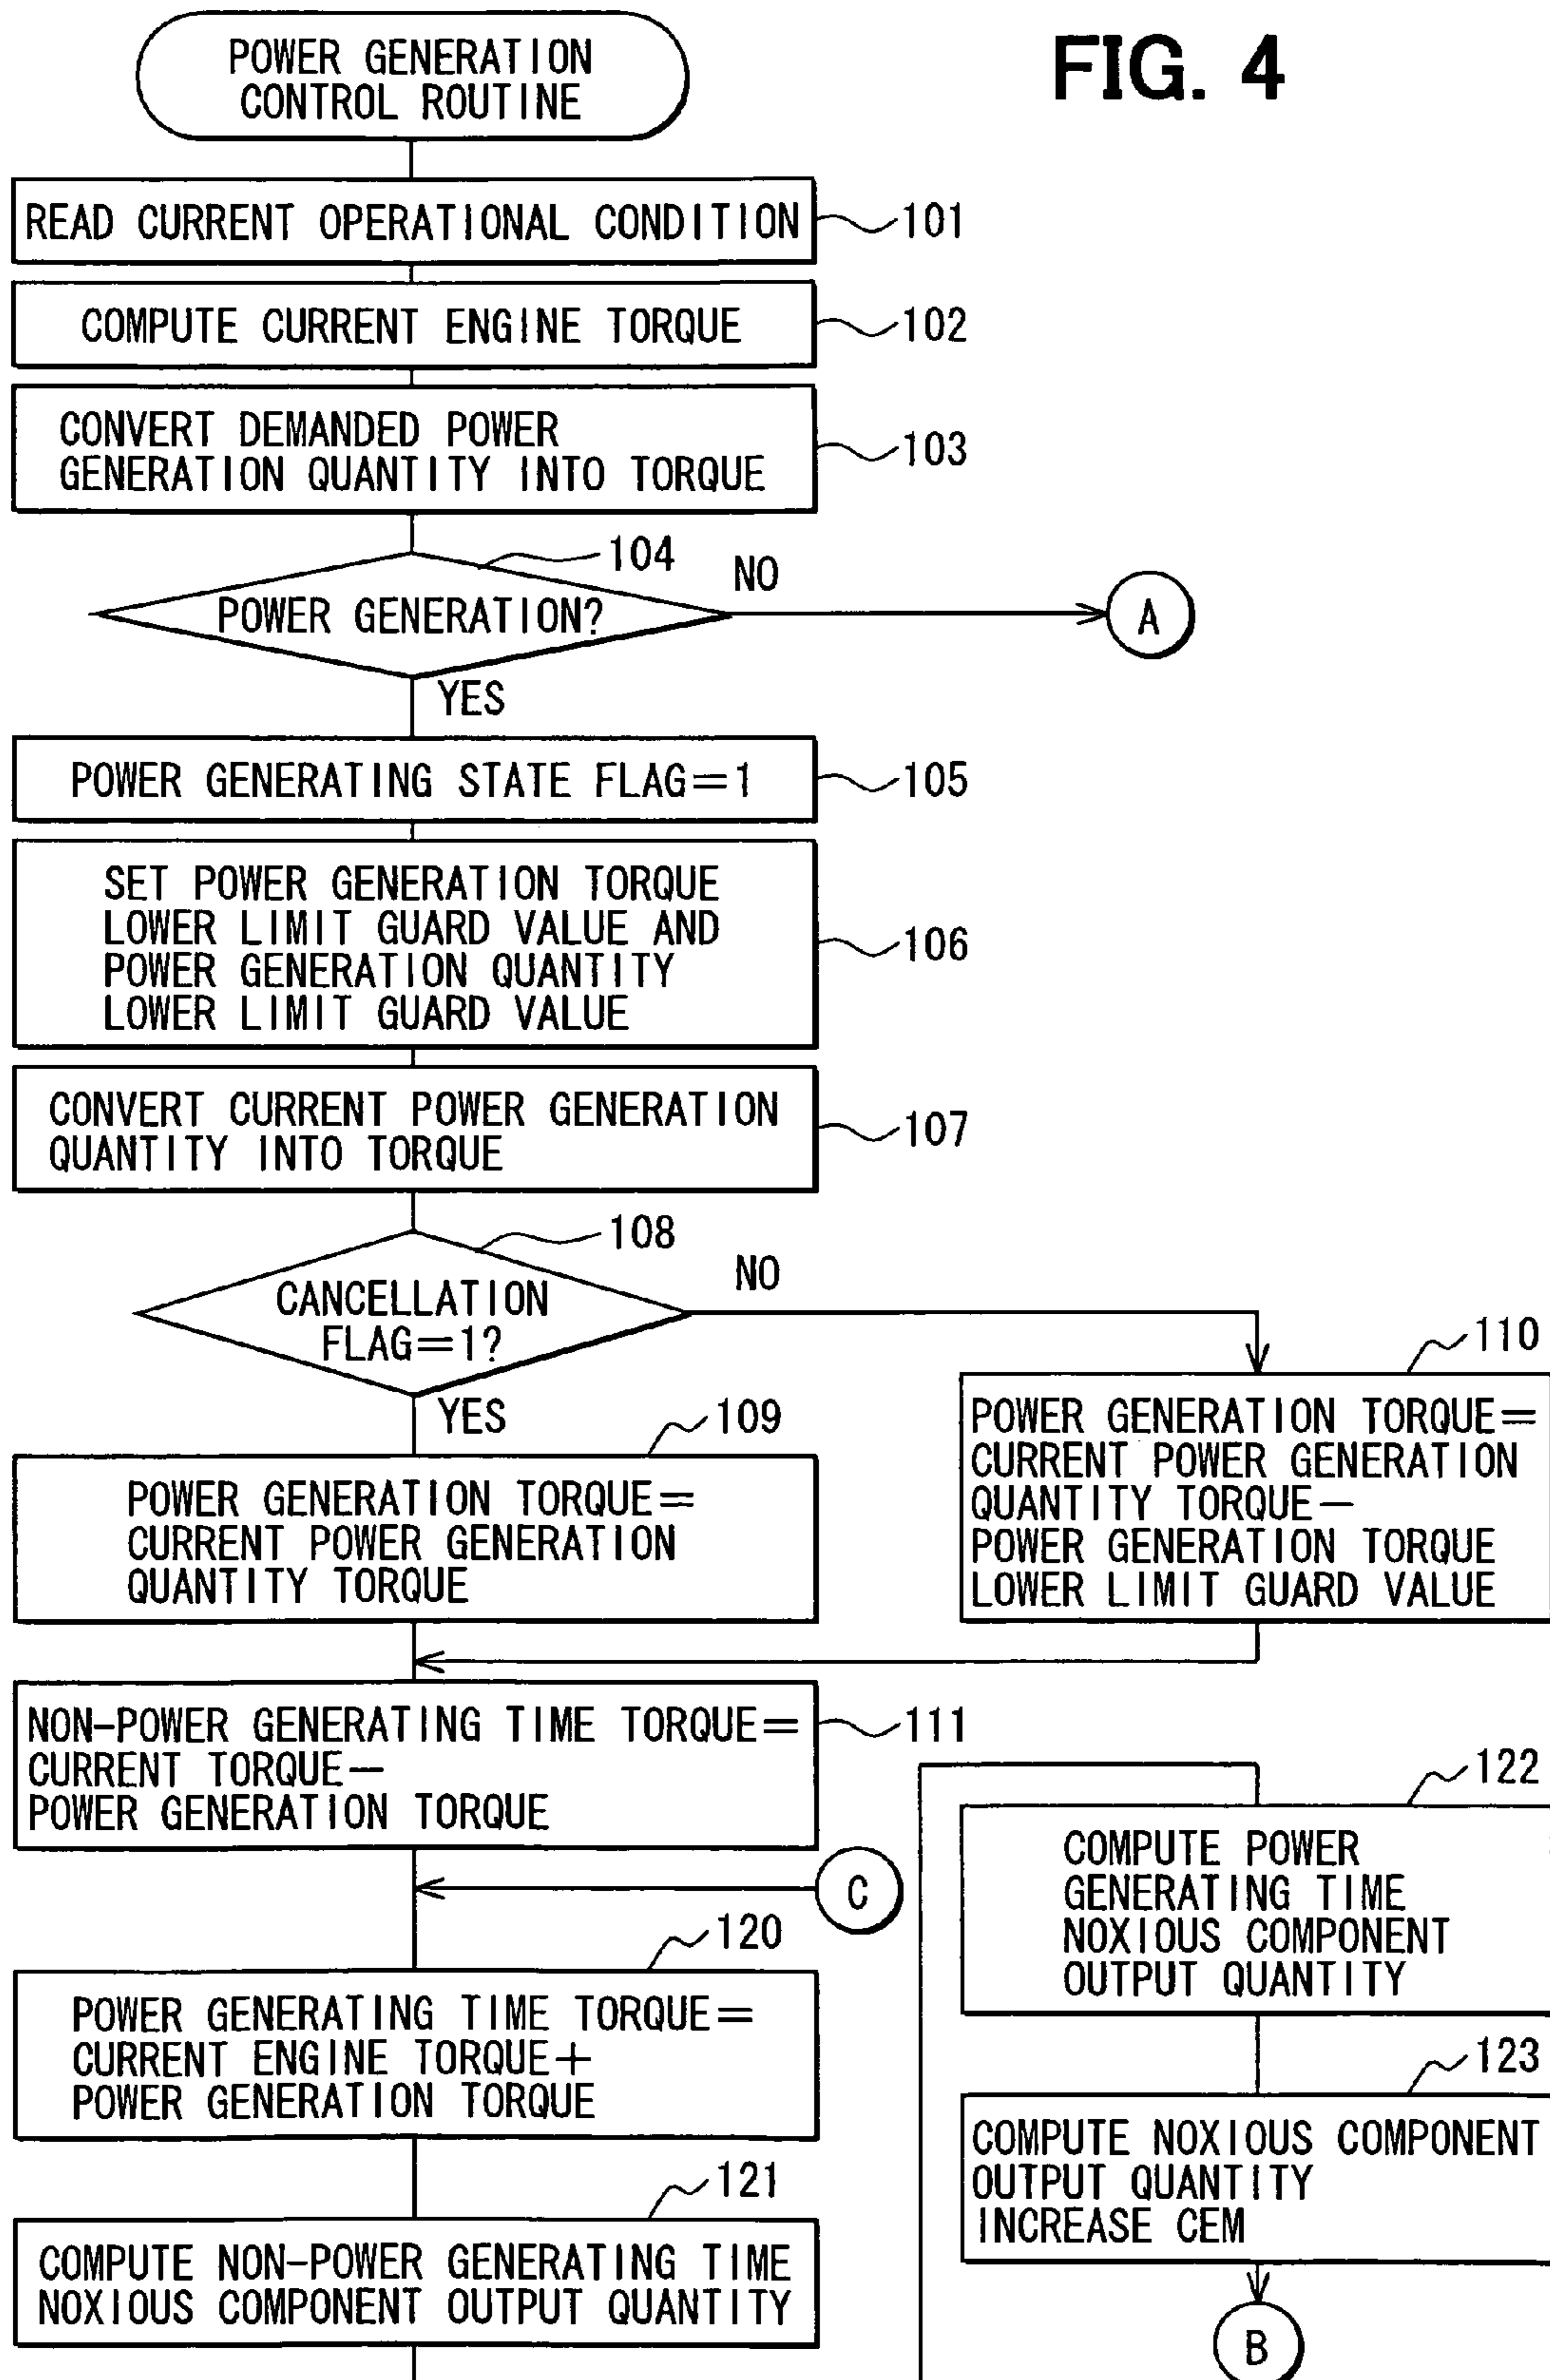 FIG. 4
POWER GENERATION
CONTROL ROUTINE
READ CURRENT OPERATIONAL CONDITION
101
COMPUTE CURRENT ENGINE TORQUE
102
CONVERT DEMANDED POWER
GENERATION QUANTITY INTO TORQUE
103
104
POWER GENERATION?
NO
A
YES
POWER GENERATING STATE FLAG=1
105
SET POWER GENERATION TORQUE
LOWER LIMIT GUARD VALUE AND
POWER GENERATION QUANTITY
LOWER LIMIT GUARD VALUE
106
CONVERT CURRENT POWER GENERATION
QUANTITY INTO TORQUE
107
108
CANCELLATION
FLAG=1?
NO
YES
109
POWER GENERATION TORQUE=
CURRENT POWER GENERATION
QUANTITY TORQUE
110
POWER GENERATION TORQUE=
CURRENT POWER GENERATION
QUANTITY TORQUE-
POWER GENERATION TORQUE
LOWER LIMIT GUARD VALUE
NON-POWER GENERATING TIME TORQUE=
CURRENT TORQUE-
POWER GENERATION TORQUE
111
C
120
POWER GENERATING TIME TORQUE=
CURRENT ENGINE TORQUE+
POWER GENERATION TORQUE
121
COMPUTE NON-POWER GENERATING TIME
NOXIOUS COMPONENT OUTPUT QUANTITY
122
COMPUTE POWER
GENERATING TIME
NOXIOUS COMPONENT
OUTPUT QUANTITY
123
COMPUTE NOXIOUS COMPONENT
OUTPUT QUANTITY
INCREASE CEM
B